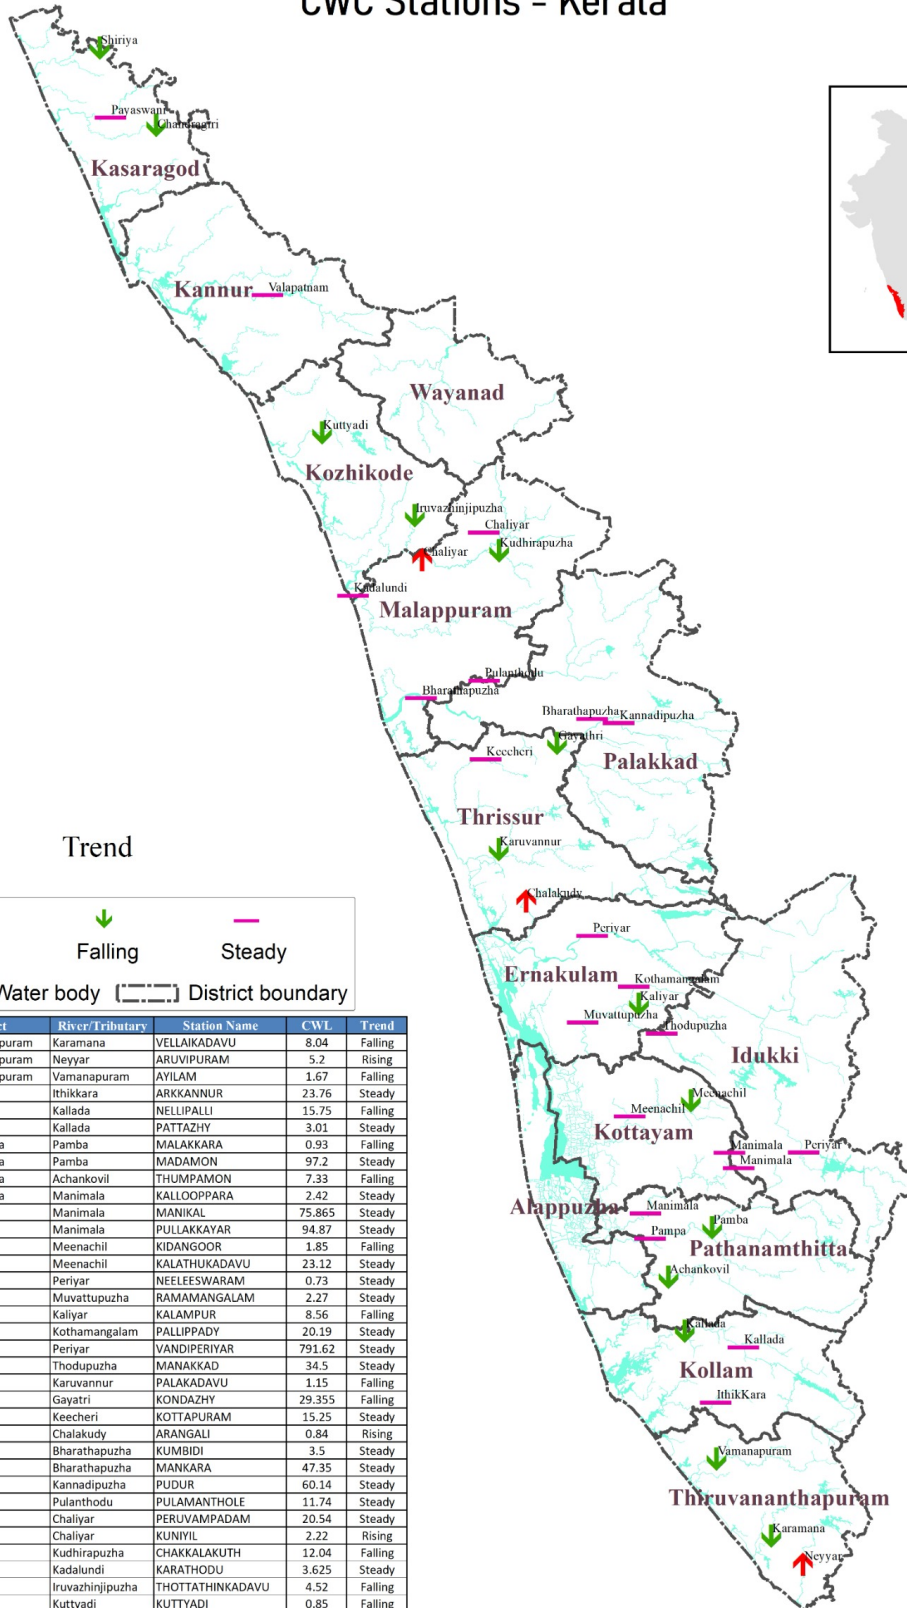 CWC Stations - Kerala
Shiriya
Payaswani
Chandragiri
Kasaragod
Kannur
Valapatnam
Wayanad
Kuttyadi
Kozhikode
Iruvazhinjipuzha
Chaliyar
Kudhirapuzha
Chaliyar
Kadalundi
Malappuram
Pulanthodu
Bharathapuzha
Bharathapuzha
Kannadipuzha
Gayathri
Keecheri
Palakkad
Thrissur
Karuvannur
Chalakudy
Periyar
Ernakulam
Kothamangalam
Kaliyar
Muvattupuzha
Thodupuzha
Idukki
Meenachil
Meenachil
Kottayam
Manimala
Periyar
Manimala
Alappuzha
Manimala
Pampa
Pamba
Pathanamthitta
Achankovil
Kallada
Kallada
Kollam
IthikKara
Vamanapuram
Thiruvananthapuram
Karamana
Neyyar
Trend
Falling Steady
Water body District boundary
ct River/Tributary Station Name CWL Trend
puram Karamana VELLAIKADAVU 8.04 Falling
puram Neyyar ARUVIPURAM 5.2 Rising
puram Vamanapuram AYILAM 1.67 Falling
Ithikkara ARKKANNUR 23.76 Steady
Kallada NELLIPALLI 15.75 Falling
Kallada PATTAZHY 3.01 Steady
a Pamba MALAKKARA 0.93 Falling
a Pamba MADAMON 97.2 Steady
a Achankovil THUMPAMON 7.33 Falling
a Manimala KALLOOPPARA 2.42 Steady
Manimala MANIKAL 75.865 Steady
Manimala PULLAKKAYAR 94.87 Steady
Meenachil KIDANGOOR 1.85 Falling
Meenachil KALATHUKADAVU 23.12 Steady
Periyar NEELEESWARAM 0.73 Steady
Muvattupuzha RAMAMANGALAM 2.27 Steady
Kaliyar KALAMPUR 8.56 Falling
Kothamangalam PALLIPPADY 20.19 Steady
Periyar VANDIPERIYAR 791.62 Steady
Thodupuzha MANAKKAD 34.5 Steady
Karuvannur PALAKADAVU 1.15 Falling
Gayatri KONDAZHY 29.355 Falling
Keecheri KOTTAPURAM 15.25 Steady
Chalakudy ARANGALI 0.84 Rising
Bharathapuzha KUMBIDI 3.5 Steady
Bharathapuzha MANKARA 47.35 Steady
Kannadipuzha PUDUR 60.14 Steady
Pulanthodu PULAMANTHOLE 11.74 Steady
Chaliyar PERUVAMPADAM 20.54 Steady
Chaliyar KUNIYIL 2.22 Rising
Kudhirapuzha CHAKKALAKUTH 12.04 Falling
Kadalundi KARATHODU 3.625 Steady
Iruvazhinjipuzha THOTTATHINKADAVU 4.52 Falling
Kuttyadi KUTTYADI 0.85 Falling